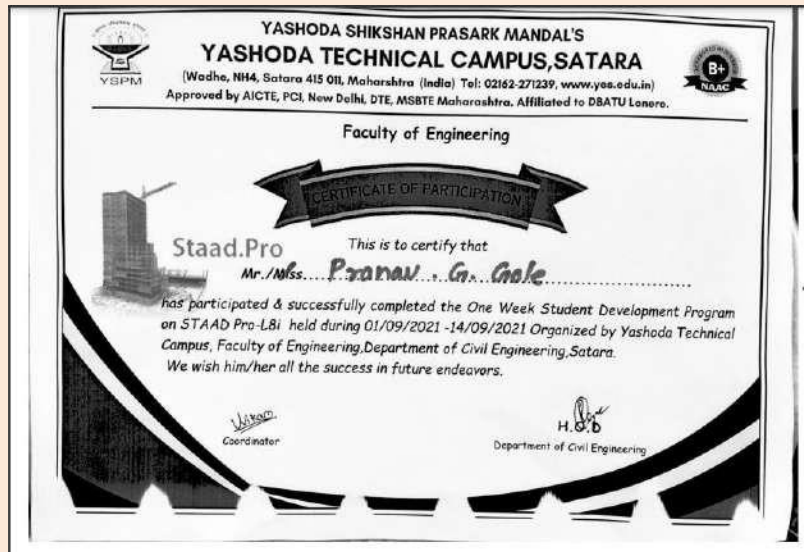 YASHODA SHIKSHAN PRASARK MANDAL'S
YASHODA TECHNICAL CAMPUS,SATARA
(Wadhe, NH4, Satara 415 011, Maharshtra (India) Tel: 02162-271239, www.yes.edu.in)
Approved by AICTE, PCI, New Delhi, DTE, MSBTE Maharashtra. Affiliated to DBATU Lonere.
YSPM
B+
NAAC
Faculty of Engineering
CERTIFICATE OF PARTICIPATION
Staad.Pro
This is to certify that
Mr./Miss....Pranav . G. Gole
has participated & successfully completed the One Week Student Development Program
on STAAD Pro-L8i held during 01/09/2021 -14/09/2021 Organized by Yashoda Technical
Campus, Faculty of Engineering,Department of Civil Engineering,Satara.
We wish him/her all the success in future endeavors.
Coordinator
H.O.D
Department of Civil Engineering